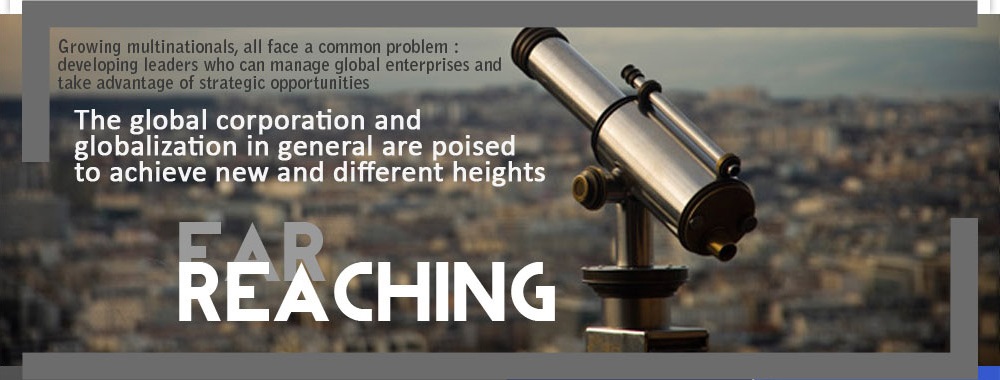 Growing multinationals, all face a common problem :
developing leaders who can manage global enterprises and
take advantage of strategic opportunities
The global corporation and
globalization in general are poised
to achieve new and different heights
FAR
REACHING